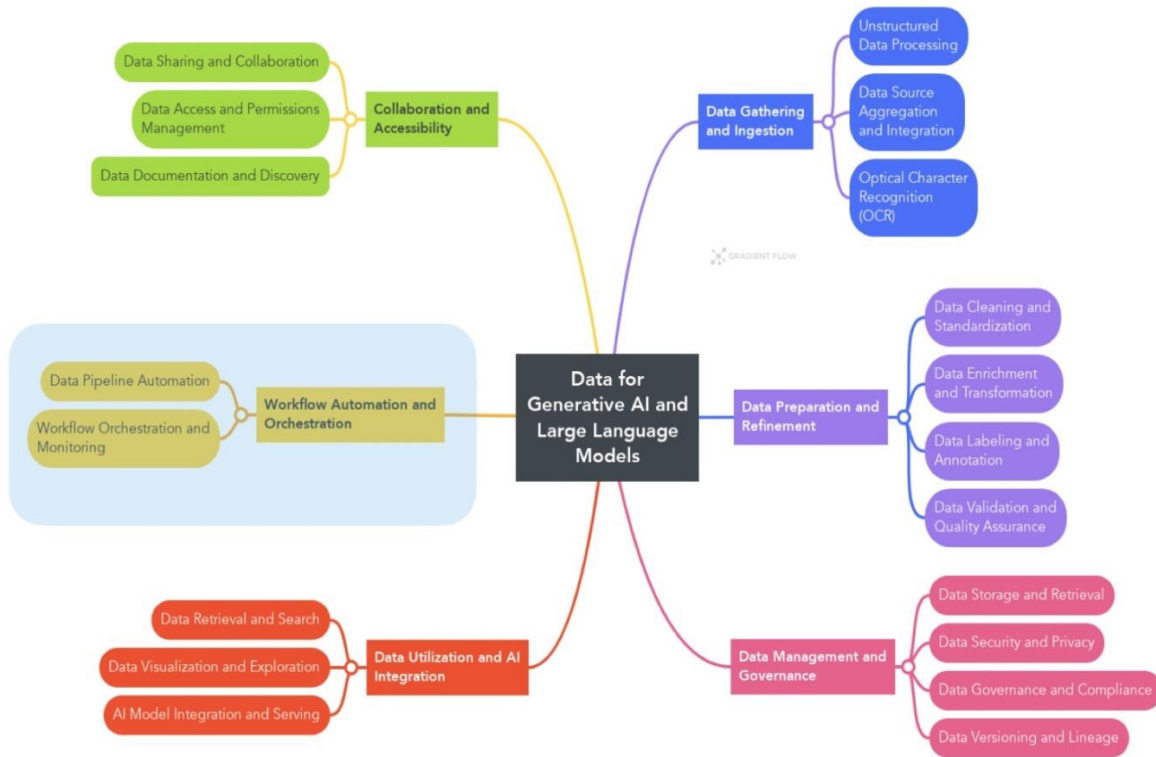 Data Sharing and Collaboration
Data Access and Permissions
Management
Data Documentation and Discovery
Collaboration and
Accessibility
Data Gathering
and Ingestion
Unstructured
Data Processing
Data Source
Aggregation
and Integration
Optical Character
Recognition
(OCR)
GRADIENT FLOW
Data Pipeline Automation
Workflow Orchestration and
Monitoring
Workflow Automation and
Orchestration
Data for
Generative AI and
Large Language
Models
Data Preparation and
Refinement
Data Cleaning and
Standardization
Data Enrichment
and Transformation
Data Labeling and
Annotation
Data Validation and
Quality Assurance
Data Retrieval and Search
Data Visualization and Exploration
AI Model Integration and Serving
Data Utilization and AI
Integration
Data Management and
Governance
Data Storage and Retrieval
Data Security and Privacy
Data Governance and Compliance
Data Versioning and Lineage